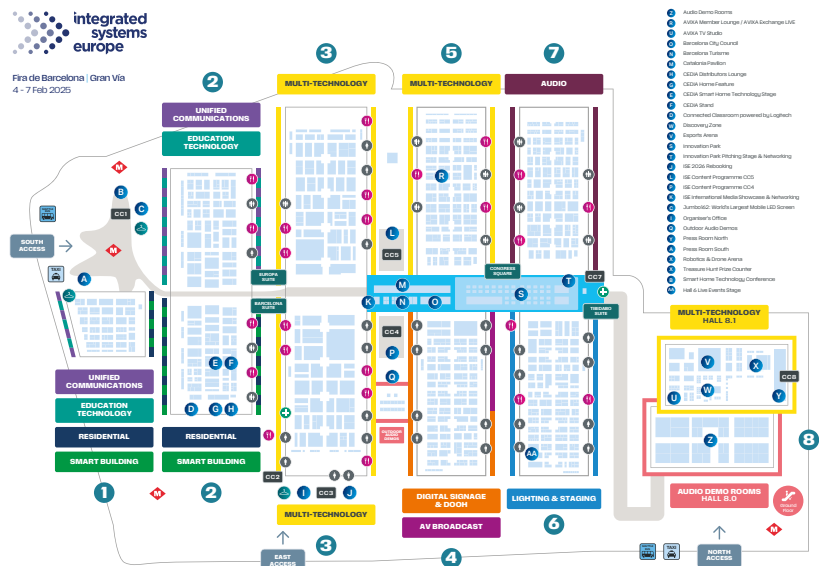 integrated
systems
europe
Fira de Barcelona | Gran Vía
4 - 7 Feb 2025
2
3
5
7
UNIFIED
COMMUNICATIONS
EDUCATION
TECHNOLOGY
MULTI-TECHNOLOGY
MULTI-TECHNOLOGY
AUDIO
Z Audio Demo Rooms
R AVIXA Member Lounge / AVIXA Xchange LIVE
U AVIXA TV Studio
Barcelona City Council
Barcelona Turisme
M Catalonia Pavilion
H CEDIA Distributors Lounge
G CEDIA Home Feature
E CEDIA Smart Home Technology Stage
F CEDIA Stand
Connected Classroom powered by Logitech
W Discovery Zone
V Esports Arena
S Innovation Park
T Innovation Park Pitching Stage & Networking
J ISE 2026 Rebooking
L ISE Content Programme CC5
P ISE Content Programme CC4
K ISE International Media Showcase & Networking
Jumbo162: World's Largest Mobile LED Screen
I Organiser's Office
Q Outdoor Audio Demos
Y Press Room North
A Press Room South
X Robotics & Drone Arena
Treasure Hunt Prize Counter
Smart Home Technology Conference
AA Hall 6 Live Events Stage
M
B
C
CC1
M
SOUTH
ACCESS
TAXI
A
EUROPA
SUITE
BARCELONA
SUITE
R
L
CC5
CONGRESS
SQUARE
CC7
M
K
N
O
S
T
TIBIDABO
SUITE
CC4
P
Q
OUTDOOR
AUDIO
DEMOS
E
F
D
G
H
AA
MULTI-TECHNOLOGY
HALL 8.1
V
X
CC8
W
U
Y
Z
8
AUDIO DEMO ROOMS
HALL 8.0
UNIFIED
COMMUNICATIONS
EDUCATION
TECHNOLOGY
RESIDENTIAL
SMART BUILDING
RESIDENTIAL
SMART BUILDING
1
M
2
CC2
I
CC3
J
MULTI-TECHNOLOGY
3
DIGITAL SIGNAGE
& DOOH
AV BROADCAST
4
LIGHTING & STAGING
6
EAST
ACCESS
TAXI
NORTH
ACCESS
M